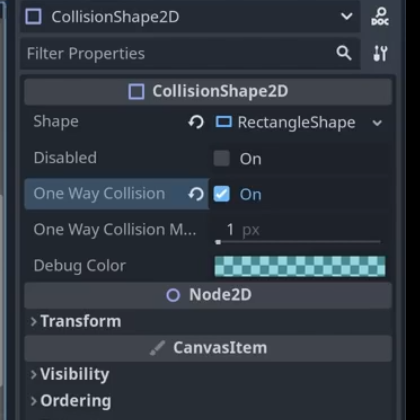 CollisionShape2D
DOC
Filter Properties
CollisionShape2D
Shape RectangleShape
Disabled On
One Way Collision On
One Way Collision M... 1 px
Debug Color
Node2D
Transform
CanvasItem
Visibility
Ordering